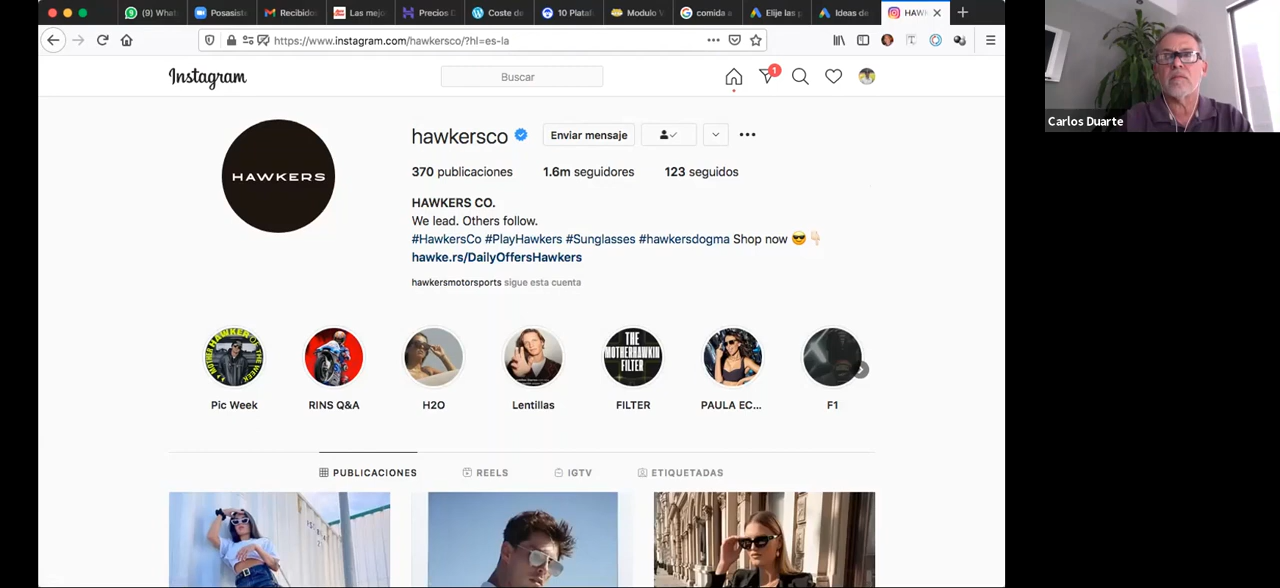 (9) What
Posasist
Recibido
Las mejo
Precios D
Coste de
10 Plataf
Modulo V
comida a
Elije las p
Ideas de
HAWK
https://www.instagram.com/hawkersco/?hl=es-la
Instagram
Buscar
1
HAWKERS
hawkersco
Enviar mensaje
370 publicaciones 1.6m seguidores 123 seguidos
HAWKERS CO.
We lead. Others follow.
#HawkersCo #PlayHawkers #Sunglasses #hawkersdogma Shop now 😎👇🏻
hawke.rs/DailyOffersHawkers
hawkersmotorsports sigue esta cuenta
THE
MOTHERHAWKIN
FILTER
Pic Week
RINS Q&A
H2O
Lentillas
FILTER
PAULA EC...
F1
PUBLICACIONES
REELS
IGTV
ETIQUETADAS
Carlos Duarte